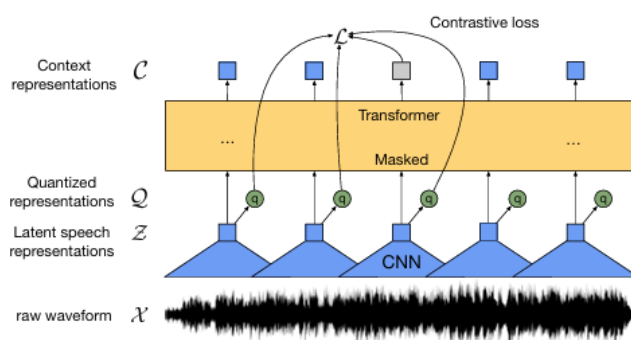 Contrastive loss
ℒ
Context
representations 𝒞
Transformer
... ...
Masked
Quantized
representations 𝒬
q q q q q
Latent speech
representations 𝒵
CNN
raw waveform 𝒳